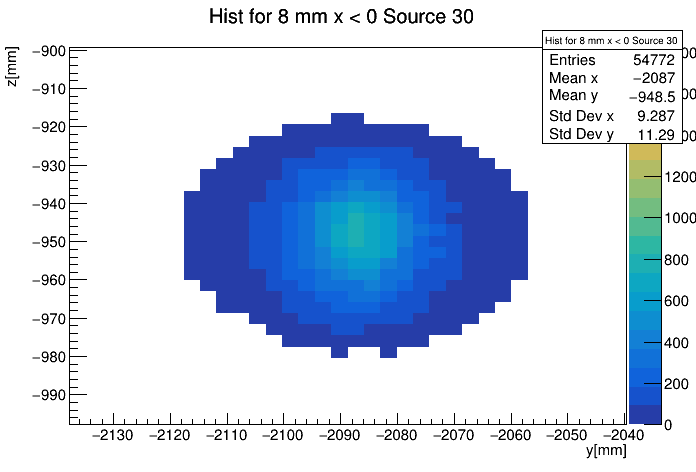 Hist for 8 mm x < 0 Source 30
Hist for 8 mm x < 0 Source 30
Entries 54772
Mean x −2087
Mean y −948.5
Std Dev x 9.287
Std Dev y 11.29
z[mm]
−900
−910
−920
−930
−940
−950
−960
−970
−980
−990
1200
1000
800
600
400
200
0
−2130 −2120 −2110 −2100 −2090 −2080 −2070 −2060 −2050 −2040
y[mm]